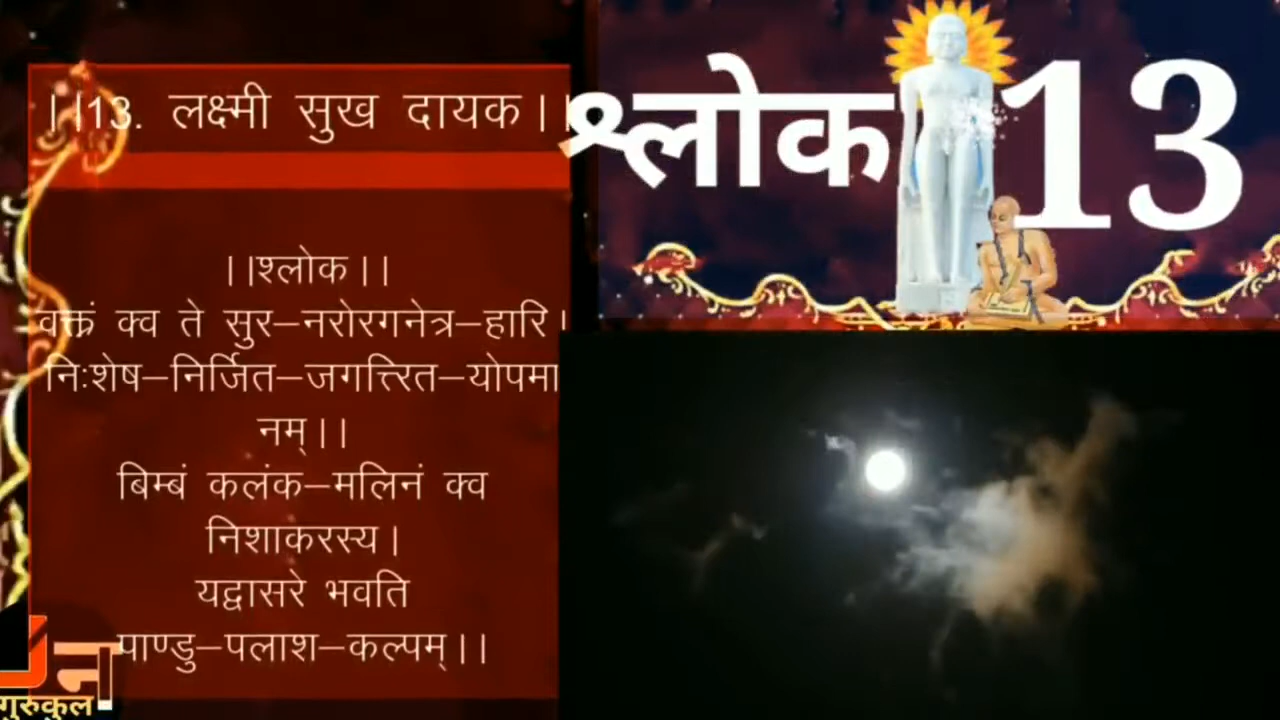 ||13. लक्ष्मी सुख दायक||
श्लोक 13
||श्लोक||
वक्तं क्व ते सुर–नरोरगनेत्र–हारि|
निःशेष–निर्जित–जगत्त्रित–योपमा
नम्||
बिम्बं कलंक–मलिनं क्व
निशाकरस्य|
यद्वासरे भवति
पाण्डु–पलाश–कल्पम्||
गुरुकुल